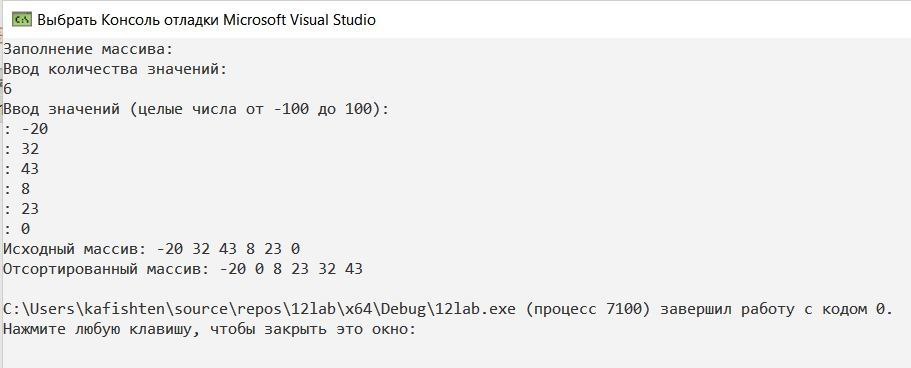 Выбрать Консоль отладки Microsoft Visual Studio
Заполнение массива:
Ввод количества значений:
6
Ввод значений (целые числа от -100 до 100):
: -20
: 32
: 43
: 8
: 23
: 0
Исходный массив: -20 32 43 8 23 0
Отсортированный массив: -20 0 8 23 32 43
C:\Users\kafishten\source\repos\12lab\x64\Debug\12lab.exe (процесс 7100) завершил работу с кодом 0.
Нажмите любую клавишу, чтобы закрыть это окно: